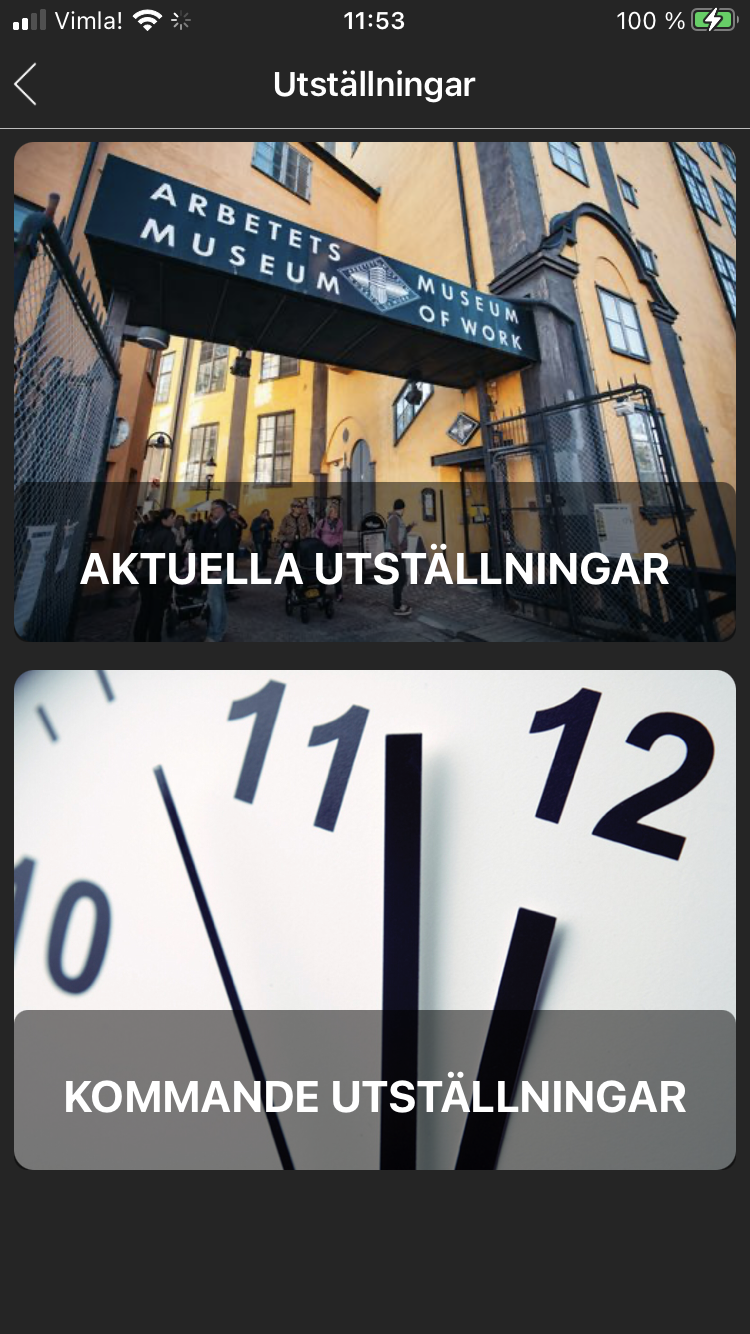 Vimla! 11:53 100 %
Utställningar
ARBETETS
MUSEUM
MUSEUM
OF WORK
AKTUELLA UTSTÄLLNINGAR
11
12
10
KOMMANDE UTSTÄLLNINGAR